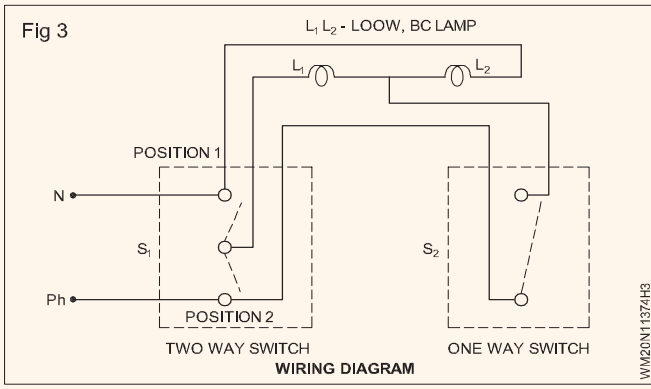 Fig 3
L1 L2 - LOOW, BC LAMP
L1
L2
POSITION 1
N
S1
S2
Ph
POSITION 2
TWO WAY SWITCH
ONE WAY SWITCH
WIRING DIAGRAM
WM20N11374H3